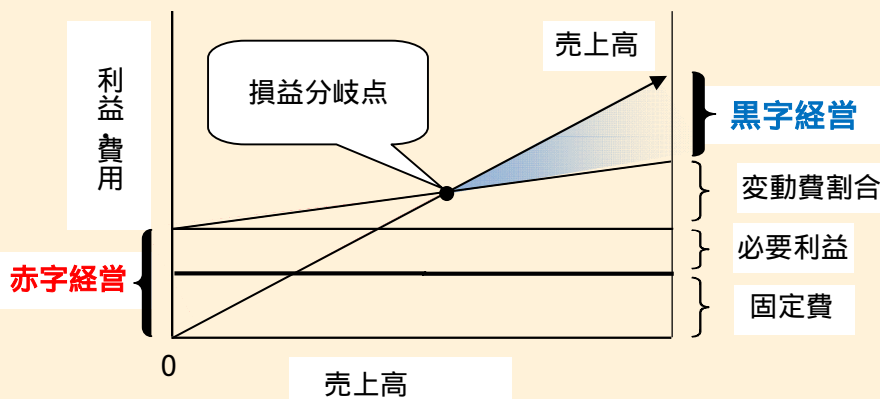 売上高
利益・費用
損益分岐点
黒字経営
変動費割合
必要利益
赤字経営
固定費
0
売上高